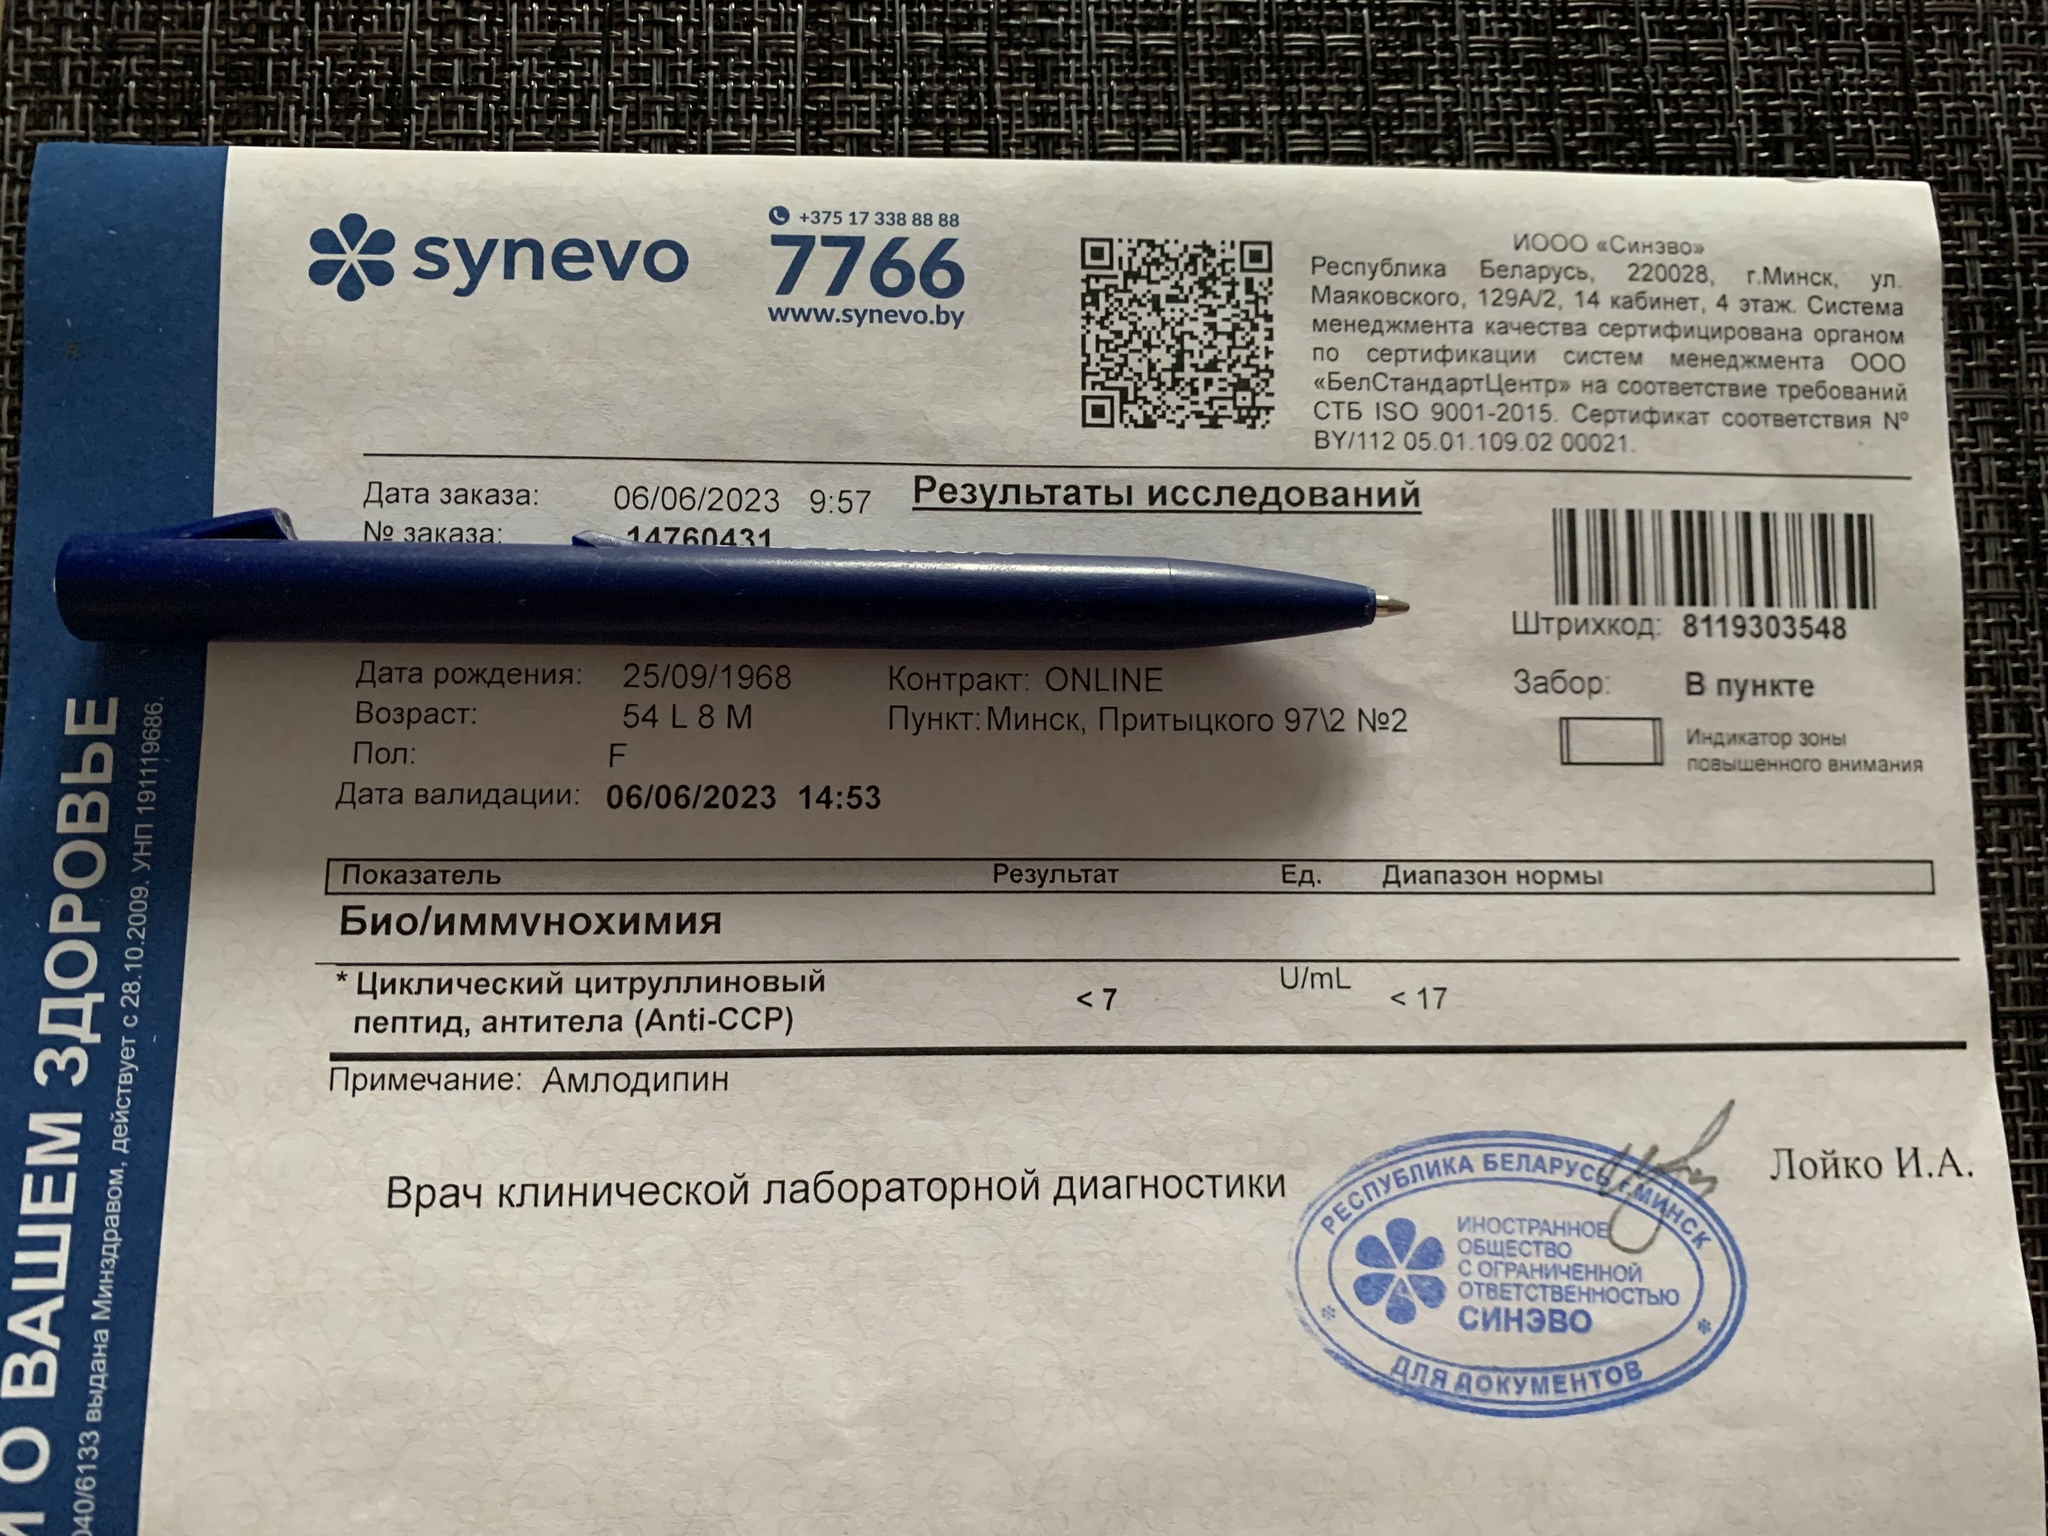 synevo
+375 17 338 88 88
7766
www.synevo.by
ИООО «Синэво»
Республика Беларусь, 220028, г.Минск, ул.
Маяковского, 129А/2, 14 кабинет, 4 этаж. Система
менеджмента качества сертифицирована органом
по сертификации систем менеджмента ООО
«БелСтандартЦентр» на соответствие требований
СТБ ISO 9001-2015. Сертификат соответствия №
BY/112 05.01.109.02 00021.
Дата заказа: 06/06/2023 9:57 Результаты исследований
№ заказа: 14760431
Штрихкод: 8119303548
Дата рождения: 25/09/1968 Контракт: ONLINE
Забор: В пункте
Возраст: 54 L 8 M Пункт: Минск, Притыцкого 97\2 №2
Индикатор зоны
повышенного внимания
Пол: F
Дата валидации: 06/06/2023 14:53
Показатель Результат Ед. Диапазон нормы
Био/иммунохимия
* Циклический цитруллиновый < 7 U/mL < 17
пептид, антитела (Anti-CCP)
Примечание: Амлодипин
Врач клинической лабораторной диагностики Лойко И.А.
РЕСПУБЛИКА БЕЛАРУСЬ г.МИНСК
ИНОСТРАННОЕ
ОБЩЕСТВО
С ОГРАНИЧЕННОЙ
ОТВЕТСТВЕННОСТЬЮ
СИНЭВО
ДЛЯ ДОКУМЕНТОВ
О ВАШЕМ ЗДОРОВЬЕ
040/6133 выдана Минздравом, действует с 28.10.2009. УНП 191119686.